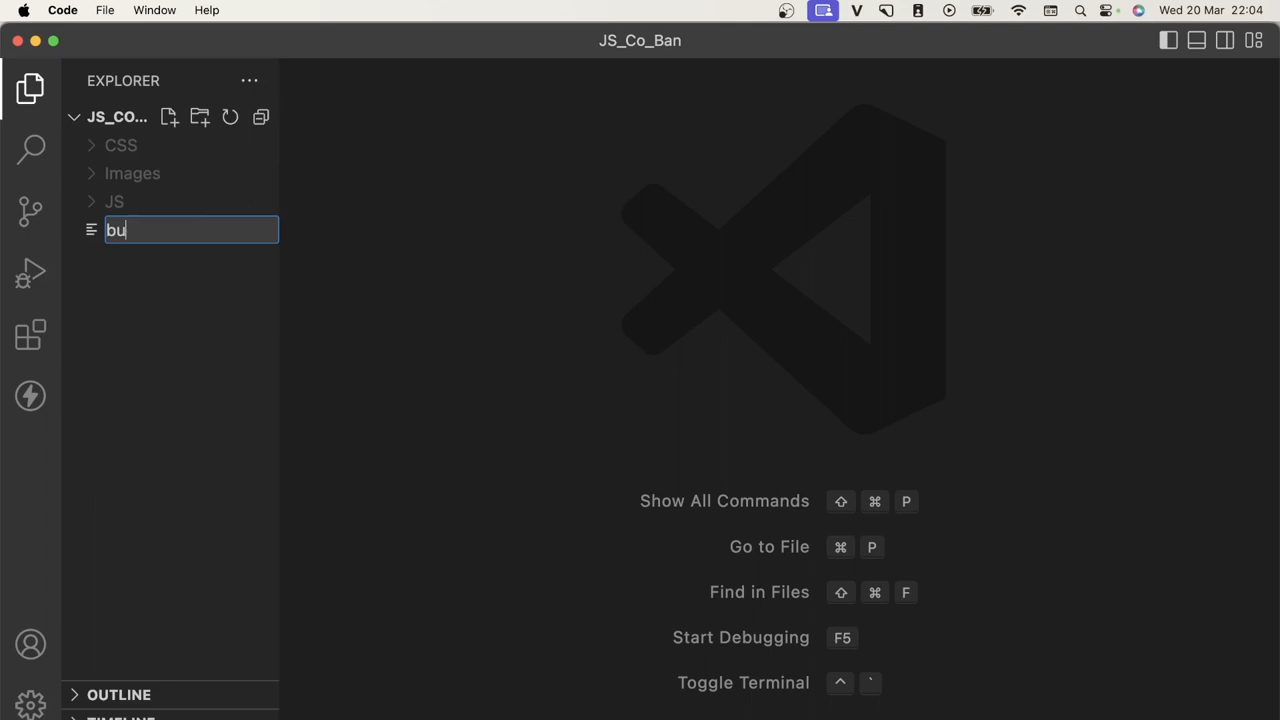 Code File Window Help Wed 20 Mar 22:04
JS_Co_Ban
EXPLORER
JS_CO...
CSS
Images
JS
bu
Show All Commands ⇧ ⌘ P
Go to File ⌘ P
Find in Files ⇧ ⌘ F
Start Debugging F5
Toggle Terminal ^ `
OUTLINE
TIMELINE